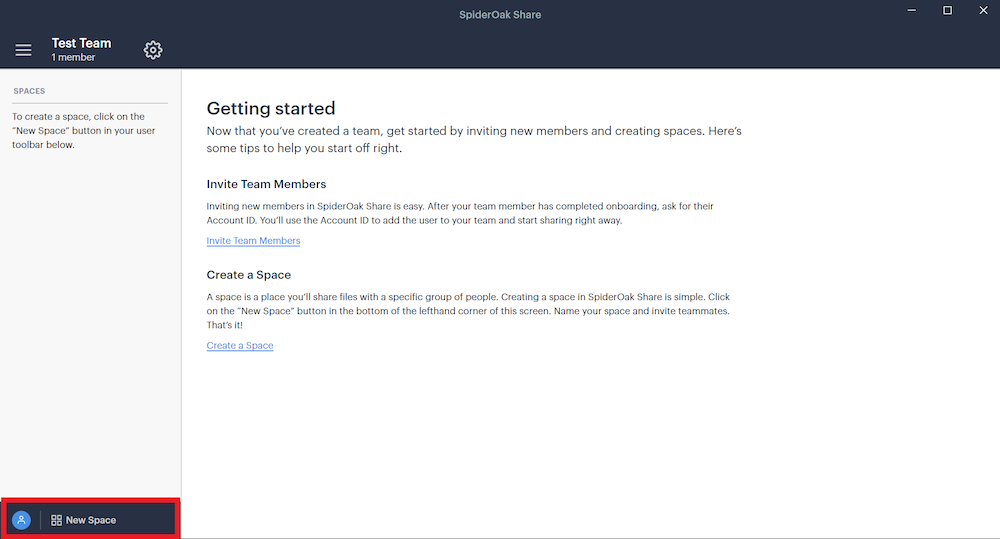 SpiderOak Share
Test Team
1 member
SPACES
To create a space, click on the
“New Space” button in your user
toolbar below.
Getting started
Now that you’ve created a team, get started by inviting new members and creating spaces. Here’s
some tips to help you start off right.
Invite Team Members
Inviting new members in SpiderOak Share is easy. After your team member has completed onboarding, ask for their
Account ID. You’ll use the Account ID to add the user to your team and start sharing right away.
Invite Team Members
Create a Space
A space is a place you’ll share files with a specific group of people. Creating a space in SpiderOak Share is simple. Click
on the “New Space” button in the bottom of the lefthand corner of this screen. Name your space and invite teammates.
That’s it!
Create a Space
New Space